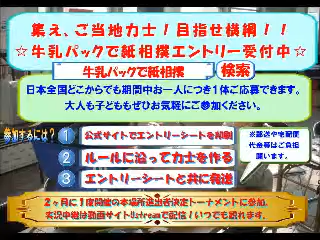 集え、ご当地力士！目指せ横綱！！
☆牛乳パックで紙相撲エントリー受付中☆
牛乳パックで紙相撲 検索
日本全国どこからでも期間中お一人につき１体ご応募できます。
大人も子どももぜひお気軽にご参加ください。
参加するには？
1 公式サイトでエントリーシートを印刷
2 ルールに沿って力士を作る
3 エントリーシートと共に発送
※郵送や宅配便
代金等はご負担
願います。
２ヶ月に１度開催の本場所進出者決定トーナメントに参加。
実況中継は動画サイトUstreamで配信！いつでも観れます。